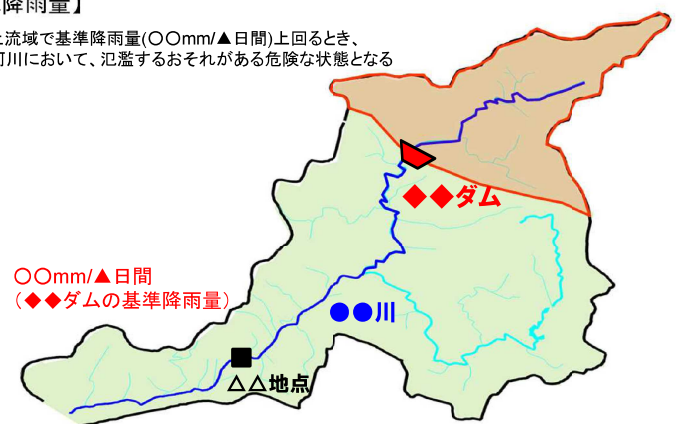 降雨量】
流域で基準降雨量(〇〇mm/▲日間)上回るとき、
川において、氾濫するおそれがある危険な状態となる
◆◆ダム
〇〇mm/▲日間
(◆◆ダムの基準降雨量)
●●川
△△地点